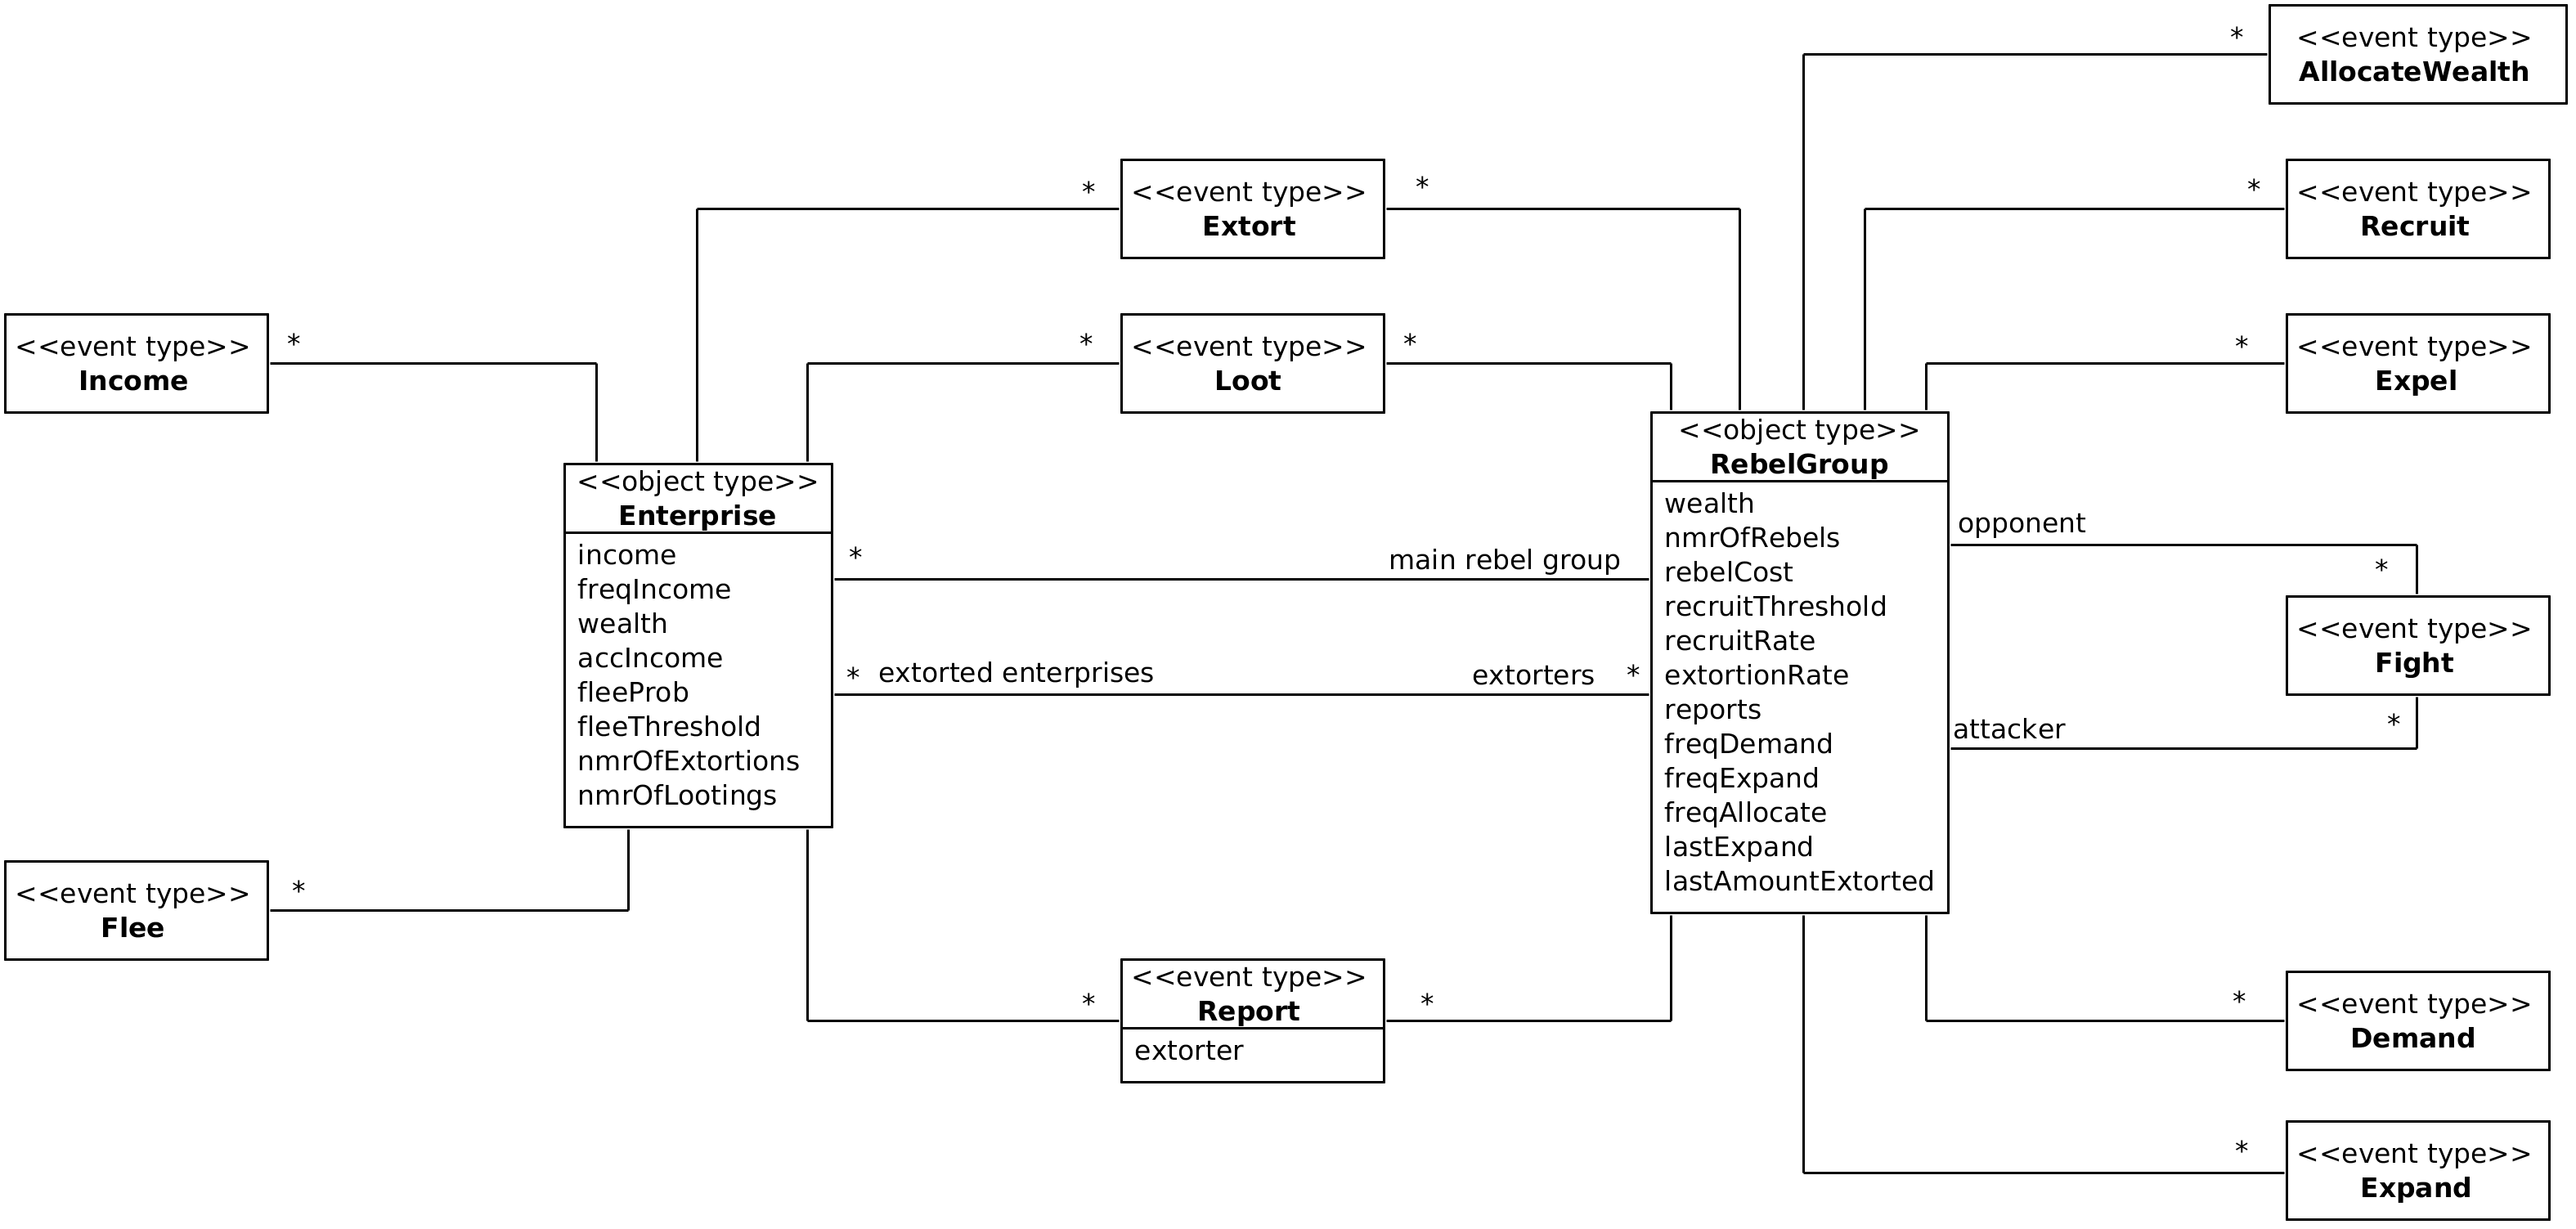 *
<<event type>>
AllocateWealth
*
<<event type>>
Extort
*
*
<<event type>>
Recruit
<<event type>>
Income
*
*
<<event type>>
Loot
*
*
<<event type>>
Expel
<<object type>>
Enterprise
income
freqIncome
wealth
accIncome
fleeProb
fleeThreshold
nmrOfExtortions
nmrOfLootings
*
main rebel group
*
extorted enterprises
extorters
*
<<object type>>
RebelGroup
wealth
nmrOfRebels
rebelCost
recruitThreshold
recruitRate
extortionRate
reports
freqDemand
freqExpand
freqAllocate
lastExpand
lastAmountExtorted
opponent
*
<<event type>>
Fight
attacker
*
<<event type>>
Flee
*
*
<<event type>>
Report
extorter
*
*
<<event type>>
Demand
*
<<event type>>
Expand